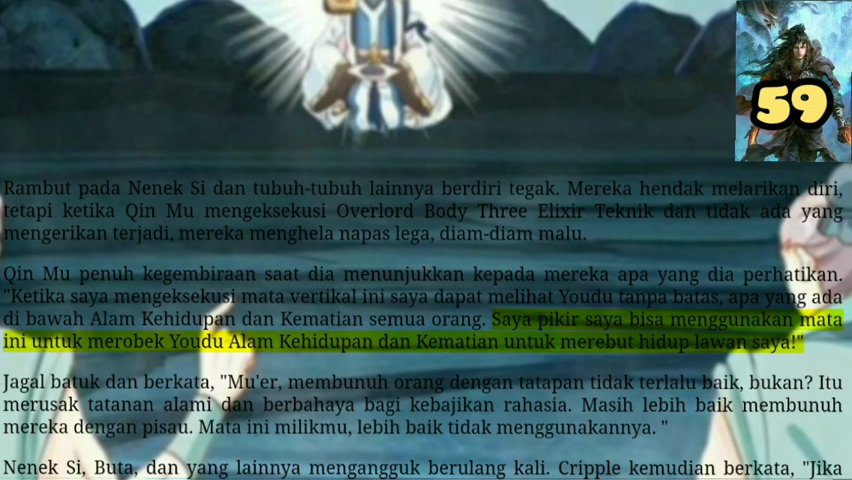 59
Rambut pada Nenek Si dan tubuh-tubuh lainnya berdiri tegak. Mereka hendak melarikan diri,
tetapi ketika Qin Mu mengeksekusi Overlord Body Three Elixir Teknik dan tidak ada yang
mengerikan terjadi, mereka menghela napas lega, diam-diam malu.
Qin Mu penuh kegembiraan saat dia menunjukkan kepada mereka apa yang dia perhatikan.
"Ketika saya mengeksekusi mata vertikal ini saya dapat melihat Youdu tanpa batas, apa yang ada
di bawah Alam Kehidupan dan Kematian semua orang. Saya pikir saya bisa menggunakan mata
ini untuk merobek Youdu Alam Kehidupan dan Kematian untuk merebut hidup lawan saya!"
Jagal batuk dan berkata, "Mu'er, membunuh orang dengan tatapan tidak terlalu baik, bukan? Itu
merusak tatanan alami dan berbahaya bagi kebajikan rahasia. Masih lebih baik membunuh
mereka dengan pisau. Mata ini milikmu, lebih baik tidak menggunakannya. "
Nenek Si, Buta, dan yang lainnya mengangguk berulang kali. Cripple kemudian berkata, "Jika